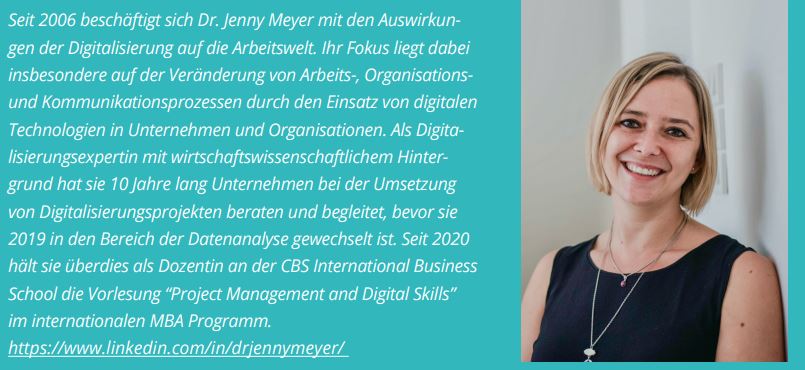 Seit 2006 beschäftigt sich Dr. Jenny Meyer mit den Auswirkun-
gen der Digitalisierung auf die Arbeitswelt. Ihr Fokus liegt dabei
insbesondere auf der Veränderung von Arbeits-, Organisations-
und Kommunikationsprozessen durch den Einsatz von digitalen
Technologien in Unternehmen und Organisationen. Als Digita-
lisierungsexpertin mit wirtschaftswissenschaftlichem Hinter-
grund hat sie 10 Jahre lang Unternehmen bei der Umsetzung
von Digitalisierungsprojekten beraten und begleitet, bevor sie
2019 in den Bereich der Datenanalyse gewechselt ist. Seit 2020
hält sie überdies als Dozentin an der CBS International Business
School die Vorlesung “Project Management and Digital Skills”
im internationalen MBA Programm.
https://www.linkedin.com/in/drjennymeyer/